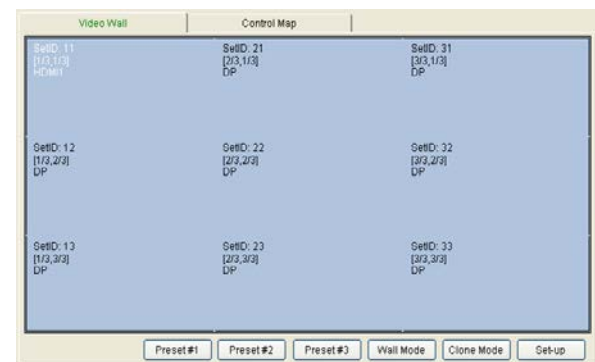 Video Wall
Control Map
SetID: 11
[1/3,1/3]
HDMI1
SetID: 21
[2/3,1/3]
DP
SetID: 31
[3/3,1/3]
DP
SetID: 12
[1/3,2/3]
DP
SetID: 22
[2/3,2/3]
DP
SetID: 32
[3/3,2/3]
DP
SetID: 13
[1/3,3/3]
DP
SetID: 23
[2/3,3/3]
DP
SetID: 33
[3/3,3/3]
DP
Preset#1
Preset#2
Preset#3
Wall Mode
Clone Mode
Set-up